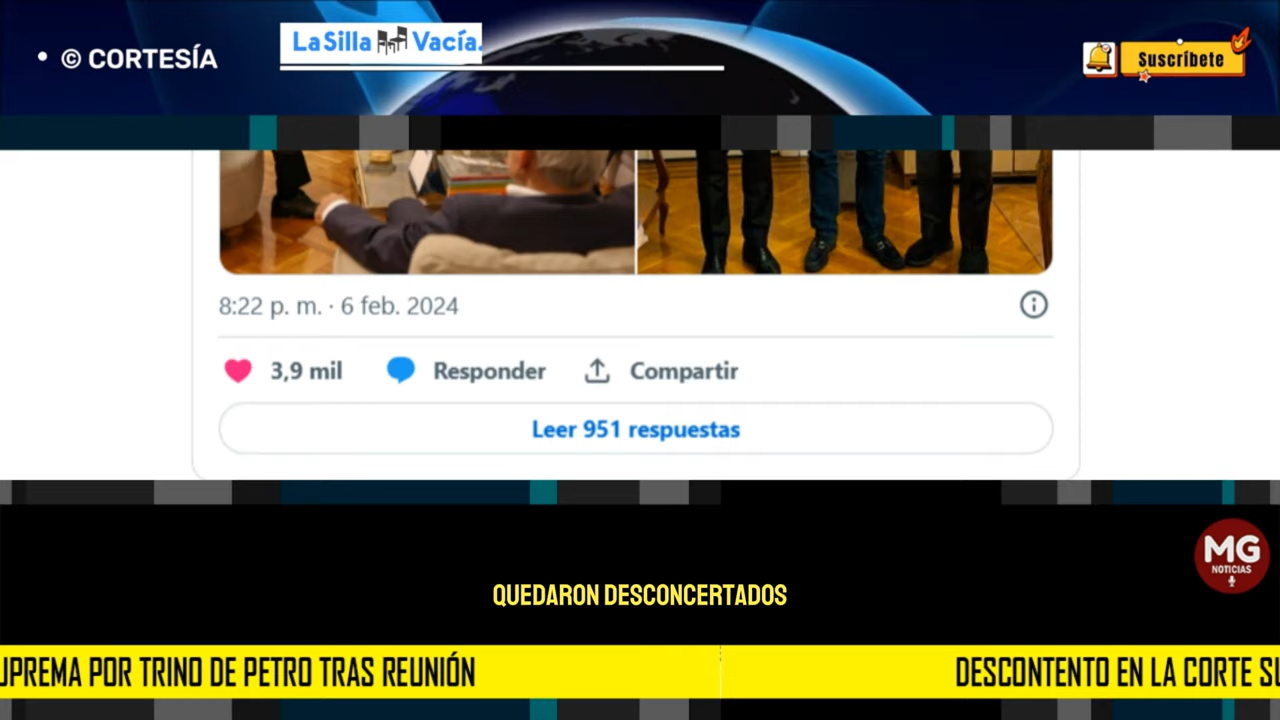 • © CORTESÍA
LaSilla Vacía.
Suscríbete
8:22 p. m. · 6 feb. 2024
3,9 mil Responder Compartir
Leer 951 respuestas
MG
NOTICIAS
QUEDARON DESCONCERTADOS
UPREMA POR TRINO DE PETRO TRAS REUNIÓN DESCONTENTO EN LA CORTE SU